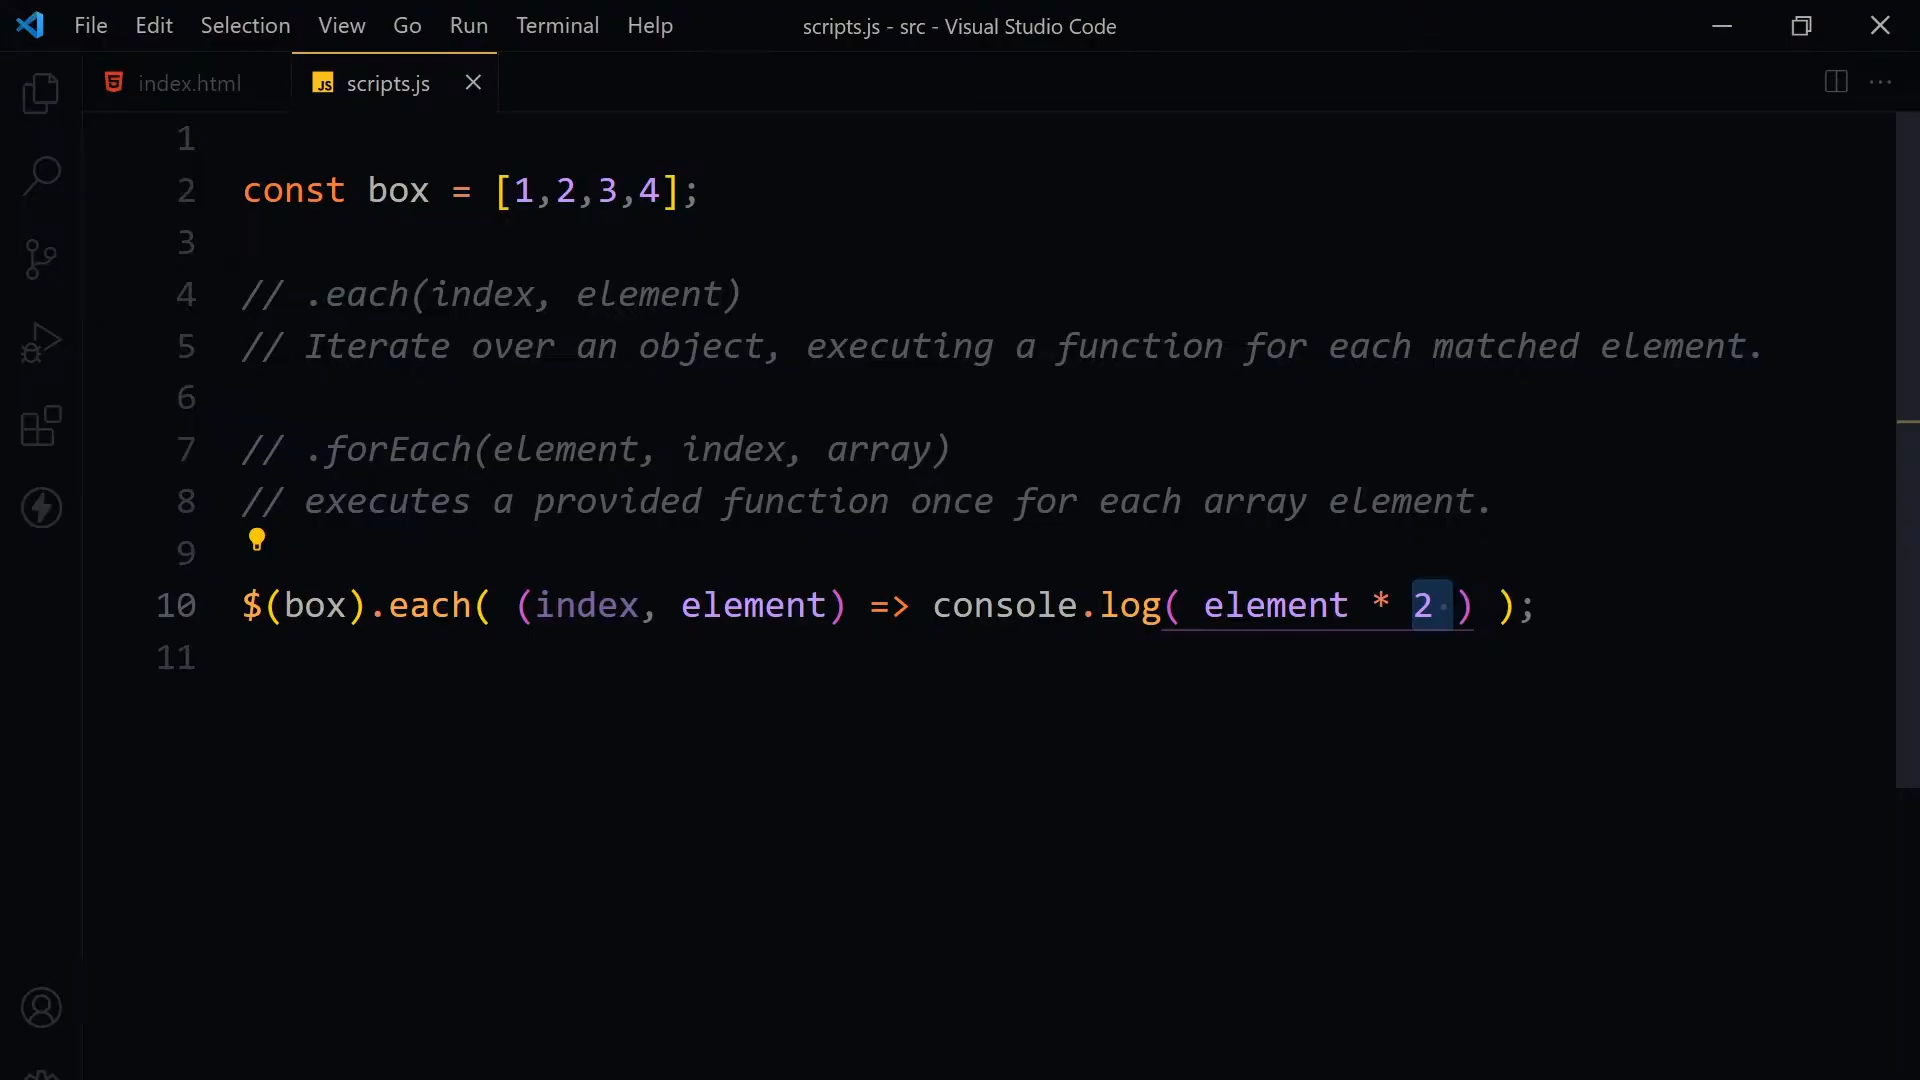 File Edit Selection View Go Run Terminal Help scripts.js - src - Visual Studio Code
index.html JS scripts.js
1
2 const box = [1,2,3,4];
3
4 // .each(index, element)
5 // Iterate over an object, executing a function for each matched element.
6
7 // .forEach(element, index, array)
8 // executes a provided function once for each array element.
9
10 $(box).each( (index, element) => console.log( element * 2 ) );
11